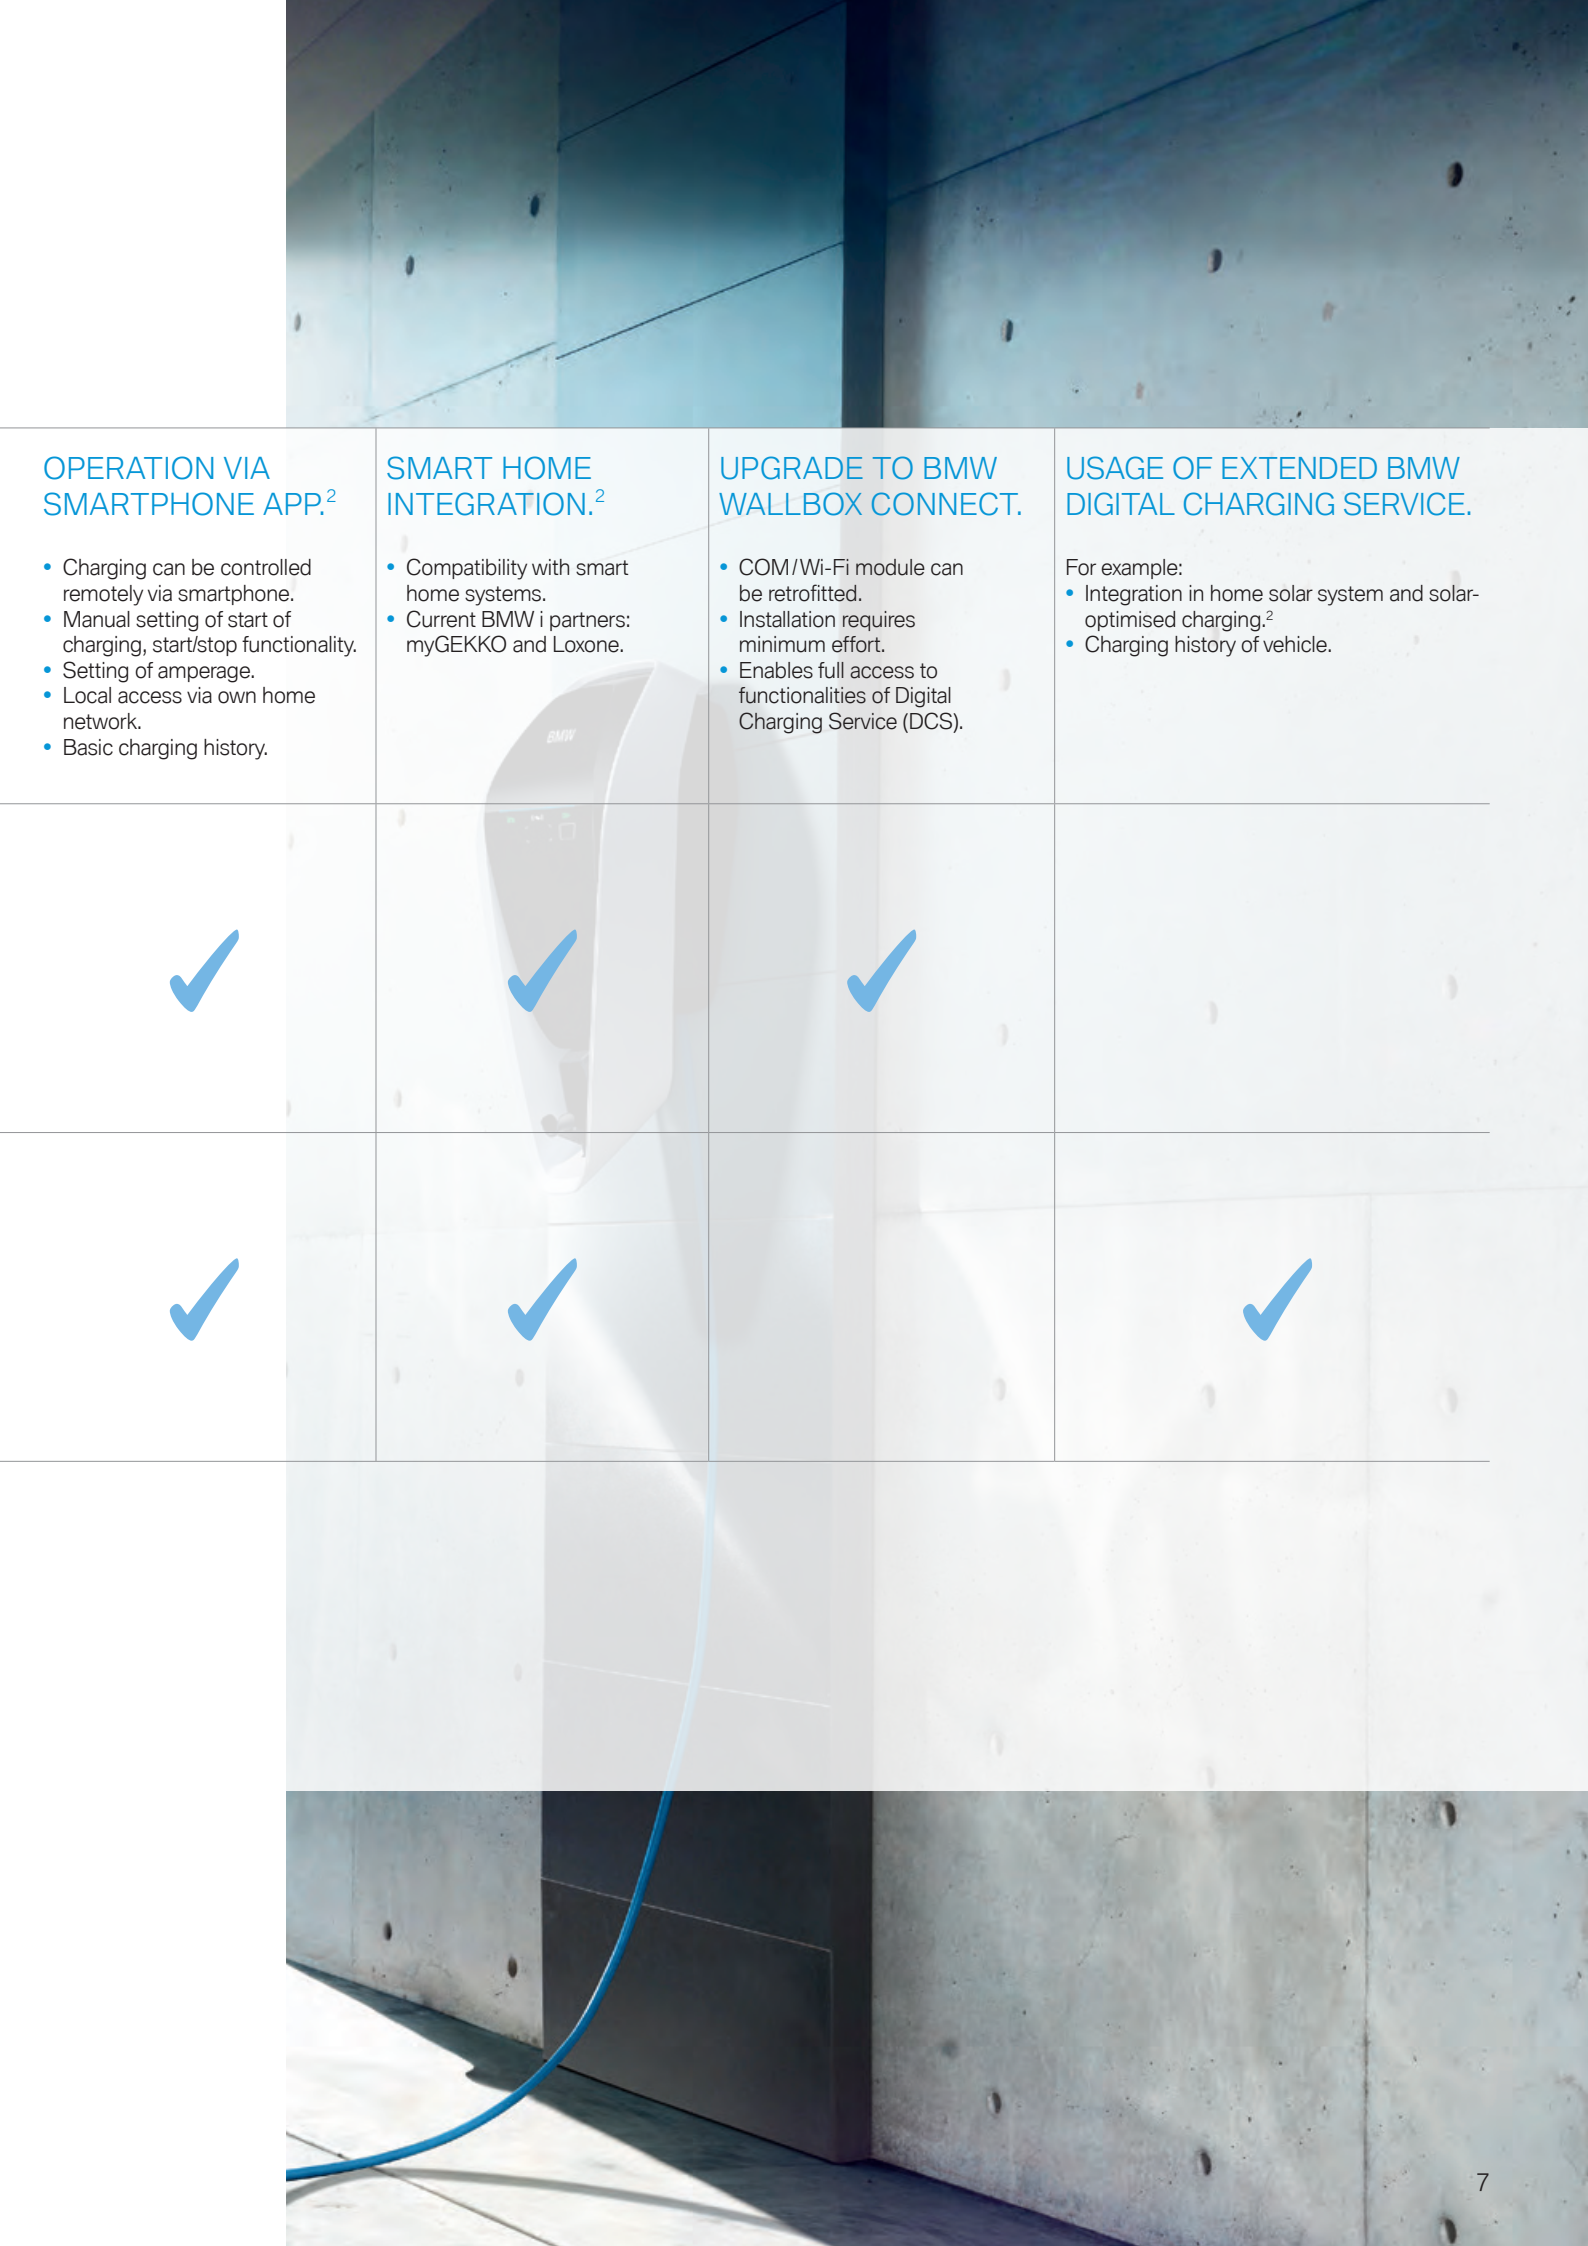 OPERATION VIA
SMARTPHONE APP.²
• Charging can be controlled
remotely via smartphone.
• Manual setting of start of
charging, start/stop functionality.
• Setting of amperage.
• Local access via own home
network.
• Basic charging history.
SMART HOME
INTEGRATION.²
• Compatibility with smart
home systems.
• Current BMW i partners:
myGEKKO and Loxone.
UPGRADE TO BMW
WALLBOX CONNECT.
• COM/Wi-Fi module can
be retrofitted.
• Installation requires
minimum effort.
• Enables full access to
functionalities of Digital
Charging Service (DCS).
USAGE OF EXTENDED BMW
DIGITAL CHARGING SERVICE.
For example:
• Integration in home solar system and solar-
optimised charging.²
• Charging history of vehicle.
BMW
7